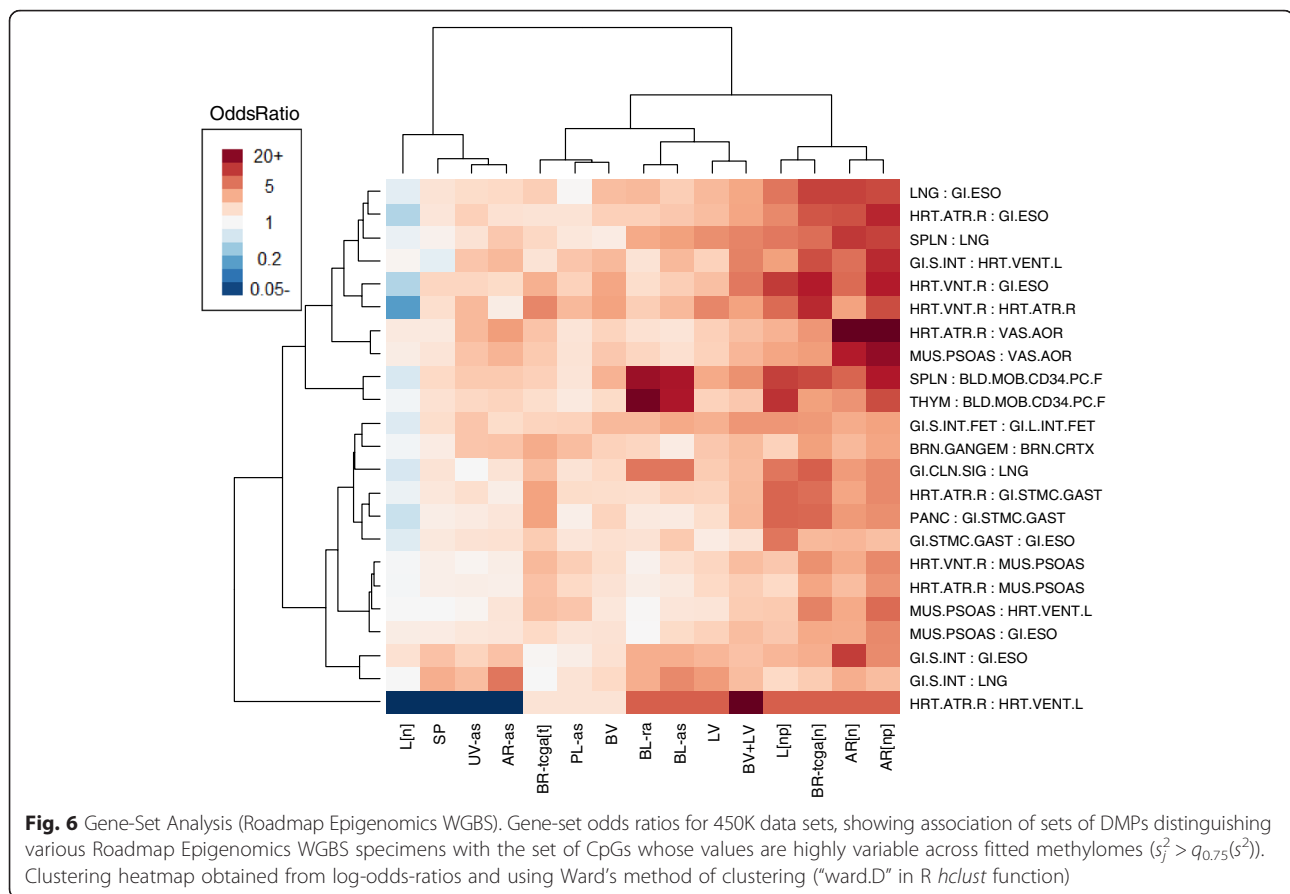 OddsRatio
20+
5
1
0.2
0.05-
LNG : GI.ESO
HRT.ATR.R : GI.ESO
SPLN : LNG
GI.S.INT : HRT.VENT.L
HRT.VNT.R : GI.ESO
HRT.VNT.R : HRT.ATR.R
HRT.ATR.R : VAS.AOR
MUS.PSOAS : VAS.AOR
SPLN : BLD.MOB.CD34.PC.F
THYM : BLD.MOB.CD34.PC.F
GI.S.INT.FET : GI.L.INT.FET
BRN.GANGEM : BRN.CRTX
GI.CLN.SIG : LNG
HRT.ATR.R : GI.STMC.GAST
PANC : GI.STMC.GAST
GI.STMC.GAST : GI.ESO
HRT.VNT.R : MUS.PSOAS
HRT.ATR.R : MUS.PSOAS
MUS.PSOAS : HRT.VENT.L
MUS.PSOAS : GI.ESO
GI.S.INT : GI.ESO
GI.S.INT : LNG
HRT.ATR.R : HRT.VENT.L
L[n]
SP
UV-as
AR-as
BR-tcga[t]
PL-as
BV
BL-ra
BL-as
LV
BV+LV
L[np]
BR-tcga[n]
AR[n]
AR[np]
Fig. 6 Gene-Set Analysis (Roadmap Epigenomics WGBS). Gene-set odds ratios for 450K data sets, showing association of sets of DMPs distinguishing
various Roadmap Epigenomics WGBS specimens with the set of CpGs whose values are highly variable across fitted methylomes (s²ⱼ > q₀.₇₅(s²)).
Clustering heatmap obtained from log-odds-ratios and using Ward's method of clustering ("ward.D" in R hclust function)